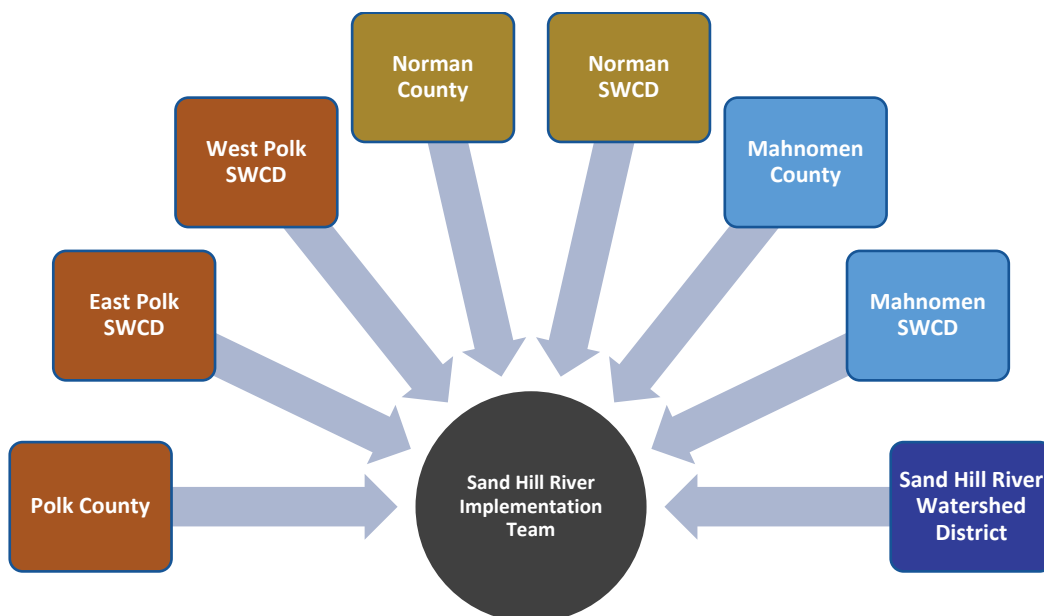 Norman
County
Norman
SWCD
West Polk
SWCD
Mahnomen
County
East Polk
SWCD
Mahnomen
SWCD
Polk County
Sand Hill River
Implementation
Team
Sand Hill River
Watershed
District